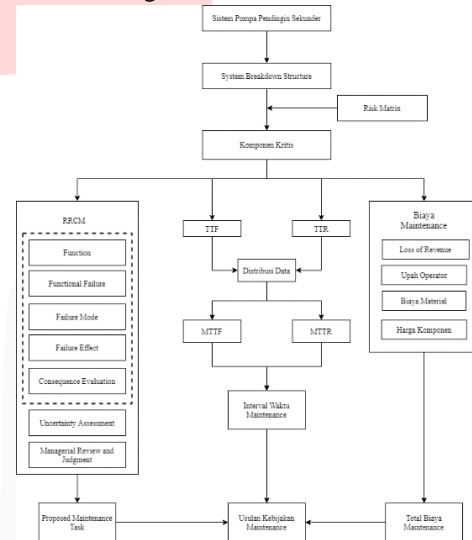 Sistem Pompa Pendingin Sekunder
System Breakdown Structure
Risk Matrix
Komponen Kritis
RRCM
Function
Functional Failure
Failure Mode
Failure Effect
Consequence Evaluation
Uncertainty Assessment
Managerial Review and
Judgment
TTF
TTR
Distribusi Data
MTTF
MTTR
Interval Waktu
Maintenance
Biaya
Maintenance
Loss of Revenue
Upah Operator
Biaya Material
Harga Komponen
Proposed Maintenance
Task
Usulan Kebijakan
Maintenance
Total Biaya
Maintenance